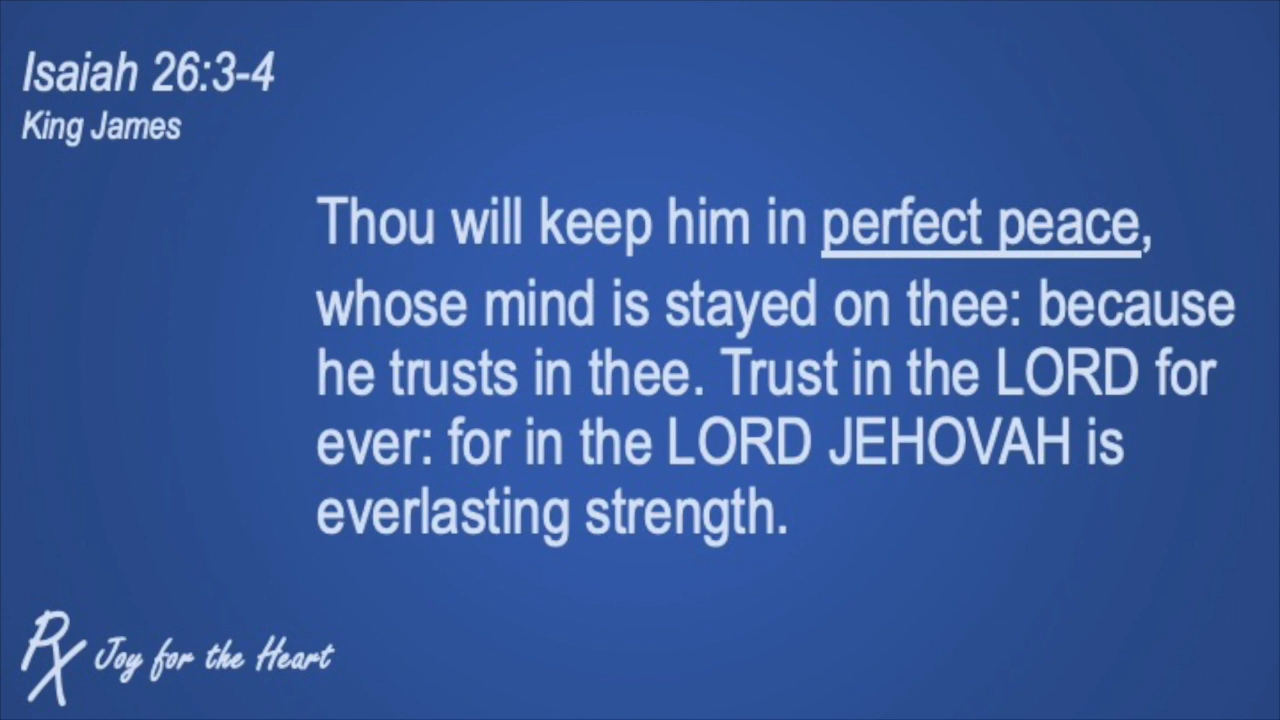 Isaiah 26:3-4
King James
Thou will keep him in perfect peace,
whose mind is stayed on thee: because
he trusts in thee. Trust in the LORD for
ever: for in the LORD JEHOVAH is
everlasting strength.
Rx Joy for the Heart